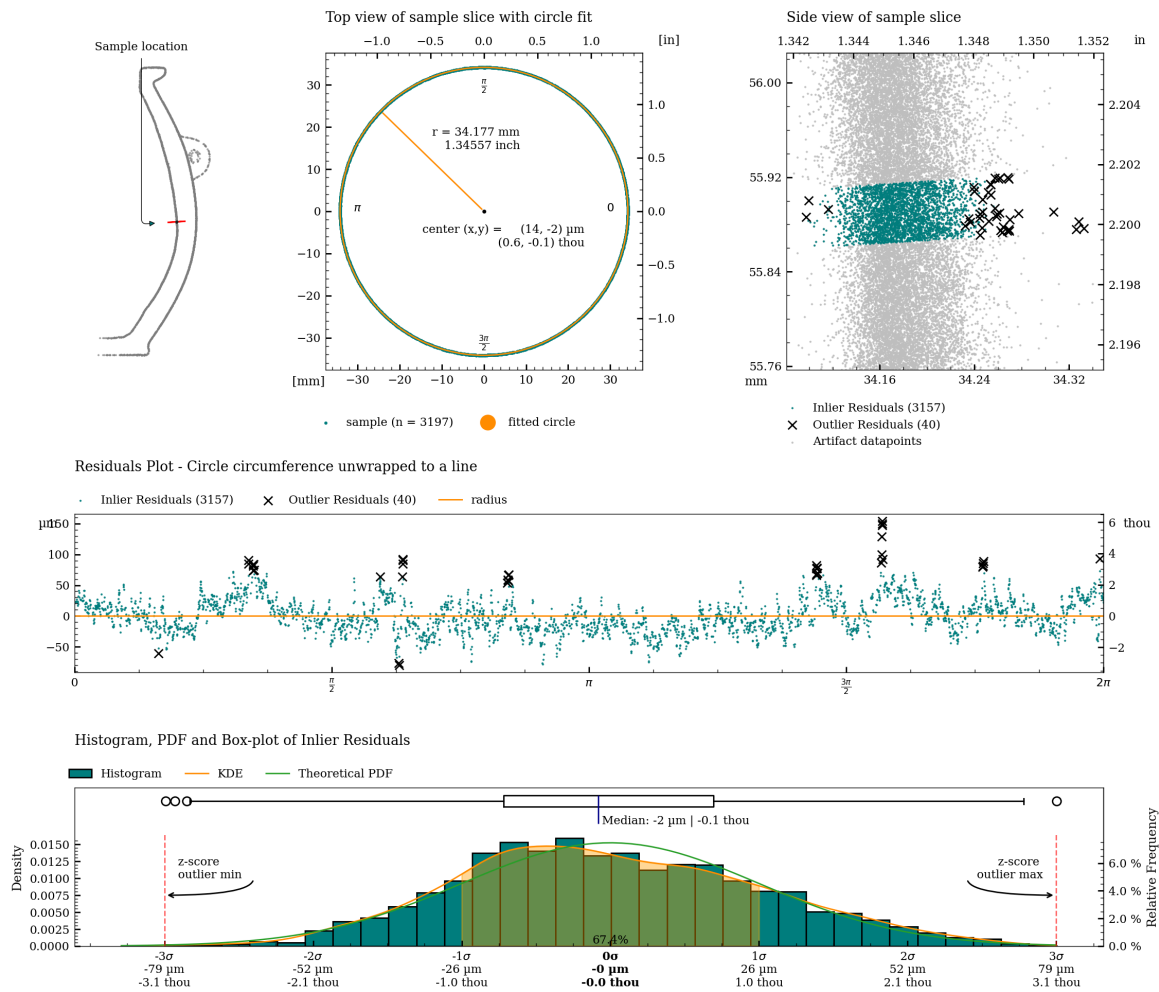 Sample location
Top view of sample slice with circle fit
−1.0 −0.5 0.0 0.5 1.0 [in]
30
20
10
0
−10
−20
−30
1.0
0.5
0.0
−0.5
−1.0
π/2
r = 34.177 mm
1.34557 inch
π 0
center (x,y) = (14, -2) µm
(0.6, -0.1) thou
3π/2
[mm] −30 −20 −10 0 10 20 30
sample (n = 3197) fitted circle
Side view of sample slice
1.342 1.344 1.346 1.348 1.350 1.352 in
56.00
55.92
55.84
55.76
2.204
2.202
2.200
2.198
2.196
mm 34.16 34.24 34.32
Inlier Residuals (3157)
Outlier Residuals (40)
Artifact datapoints
Residuals Plot - Circle circumference unwrapped to a line
Inlier Residuals (3157) Outlier Residuals (40) radius
µm
150
100
50
0
−50
6 thou
4
2
0
−2
0 π/2 π 3π/2 2π
Histogram, PDF and Box-plot of Inlier Residuals
Histogram KDE Theoretical PDF
Median: -2 µm | -0.1 thou
Density
0.0150
0.0125
0.0100
0.0075
0.0050
0.0025
0.0000
z-score
outlier min
z-score
outlier max
67.4%
Relative Frequency
6.0 %
4.0 %
2.0 %
0.0 %
-3σ -2σ -1σ 0σ 1σ 2σ 3σ
-79 µm -52 µm -26 µm -0 µm 26 µm 52 µm 79 µm
-3.1 thou -2.1 thou -1.0 thou -0.0 thou 1.0 thou 2.1 thou 3.1 thou